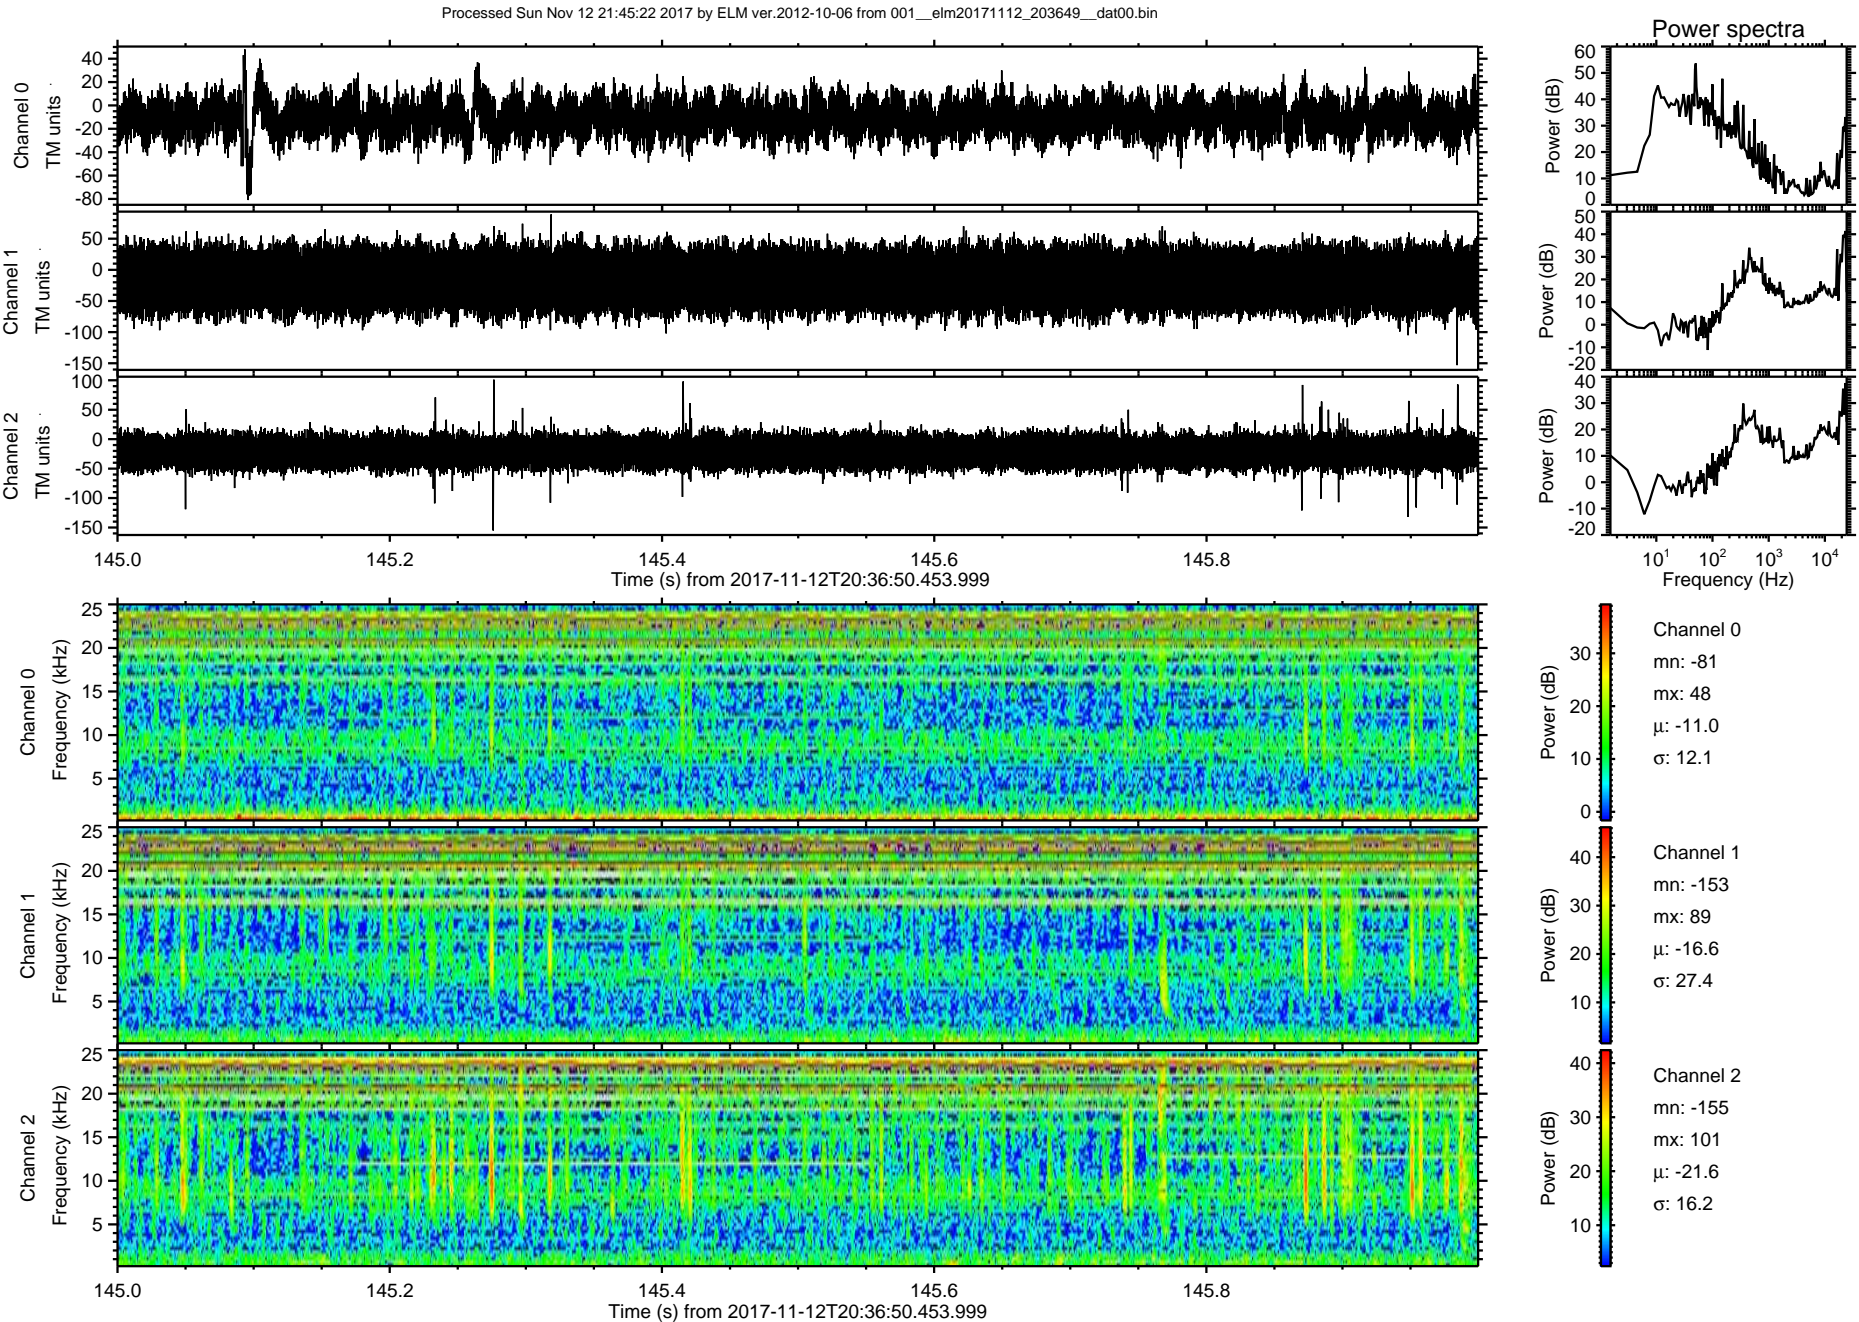 Processed Sun Nov 12 21:45:22 2017 by ELM ver.2012-10-06 from 001__elm20171112_203649__dat00.bin
Power spectra
Channel 0
TM units
40
20
0
-20
-40
-60
-80
Power (dB)
60
50
40
30
20
10
0
Channel 1
TM units
50
0
-50
-100
-150
Power (dB)
50
40
30
20
10
0
-10
-20
Channel 2
TM units
100
50
0
-50
-100
-150
Power (dB)
40
30
20
10
0
-10
-20
145.0 145.2 145.4 145.6 145.8
Time (s) from 2017-11-12T20:36:50.453.999
10^1 10^2 10^3 10^4
Frequency (Hz)
Channel 0
Frequency (kHz)
25
20
15
10
5
Power (dB)
30
20
10
0
Channel 0
mn: -81
mx: 48
μ: -11.0
σ: 12.1
Channel 1
Frequency (kHz)
25
20
15
10
5
Power (dB)
40
30
20
10
Channel 1
mn: -153
mx: 89
μ: -16.6
σ: 27.4
Channel 2
Frequency (kHz)
25
20
15
10
5
Power (dB)
40
30
20
10
Channel 2
mn: -155
mx: 101
μ: -21.6
σ: 16.2
145.0 145.2 145.4 145.6 145.8
Time (s) from 2017-11-12T20:36:50.453.999